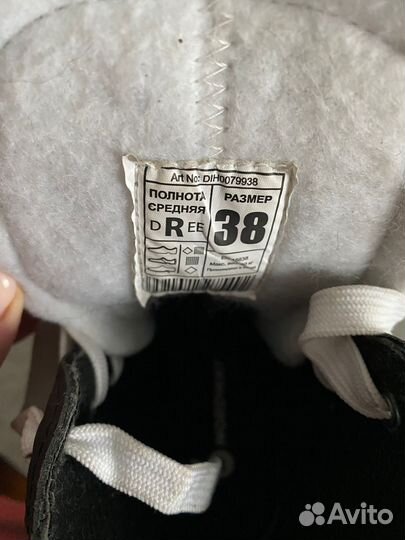 Art No: DIH0079938
ПОЛНОТА
СРЕДНЯЯ
D R EE
РАЗМЕР
38
Avito